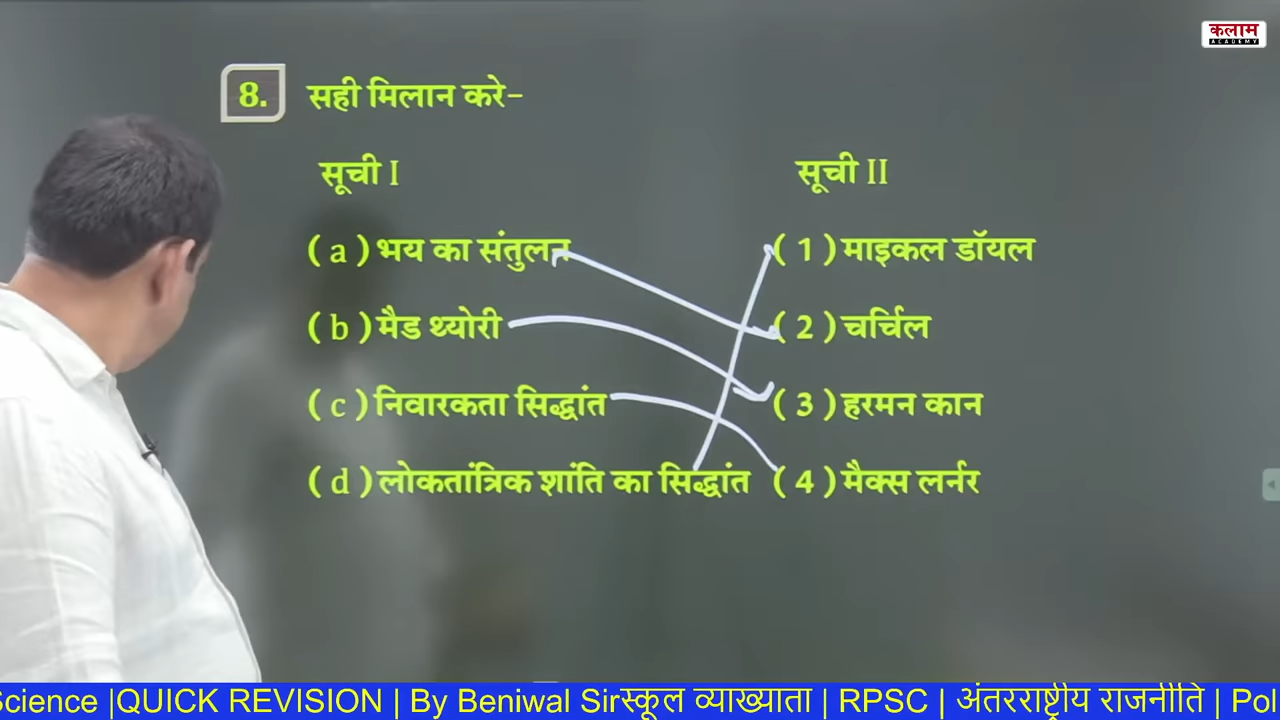 कलाम
ACADEMY
8. सही मिलान करे-
सूची I सूची II
( a ) भय का संतुलन ( 1 ) माइकल डॉयल
( b ) मैड थ्योरी ( 2 ) चर्चिल
( c ) निवारकता सिद्धांत ( 3 ) हरमन कान
( d ) लोकतांत्रिक शांति का सिद्धांत ( 4 ) मैक्स लर्नर
Science |QUICK REVISION | By Beniwal Sirस्कूल व्याख्याता | RPSC | अंतरराष्ट्रीय राजनीति | Pol